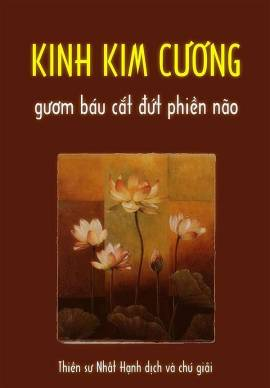 KINH KIM CƯƠNG
gươm báu cắt đứt phiền não
Thiền sư Nhất Hạnh dịch và chú giải